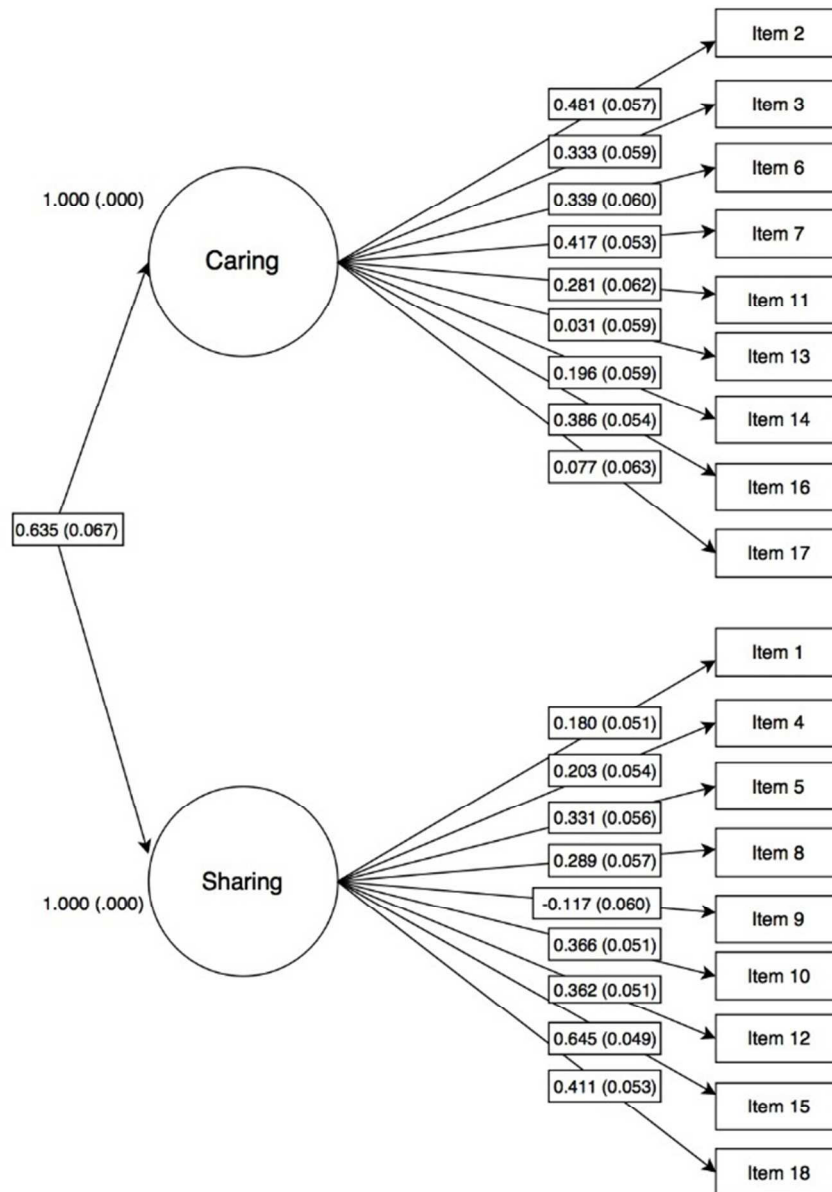 Item 2
0.481 (0.057)
Item 3
0.333 (0.059)
Item 6
1.000 (.000)
0.339 (0.060)
Item 7
0.417 (0.053)
Caring
0.281 (0.062)
Item 11
0.031 (0.059)
Item 13
0.196 (0.059)
Item 14
0.386 (0.054)
0.077 (0.063)
Item 16
0.635 (0.067)
Item 17
Item 1
0.180 (0.051)
Item 4
0.203 (0.054)
Item 5
0.331 (0.056)
Item 8
0.289 (0.057)
Sharing
1.000 (.000)
-0.117 (0.060)
Item 9
0.366 (0.051)
Item 10
0.362 (0.051)
Item 12
0.645 (0.049)
0.411 (0.053)
Item 15
Item 18